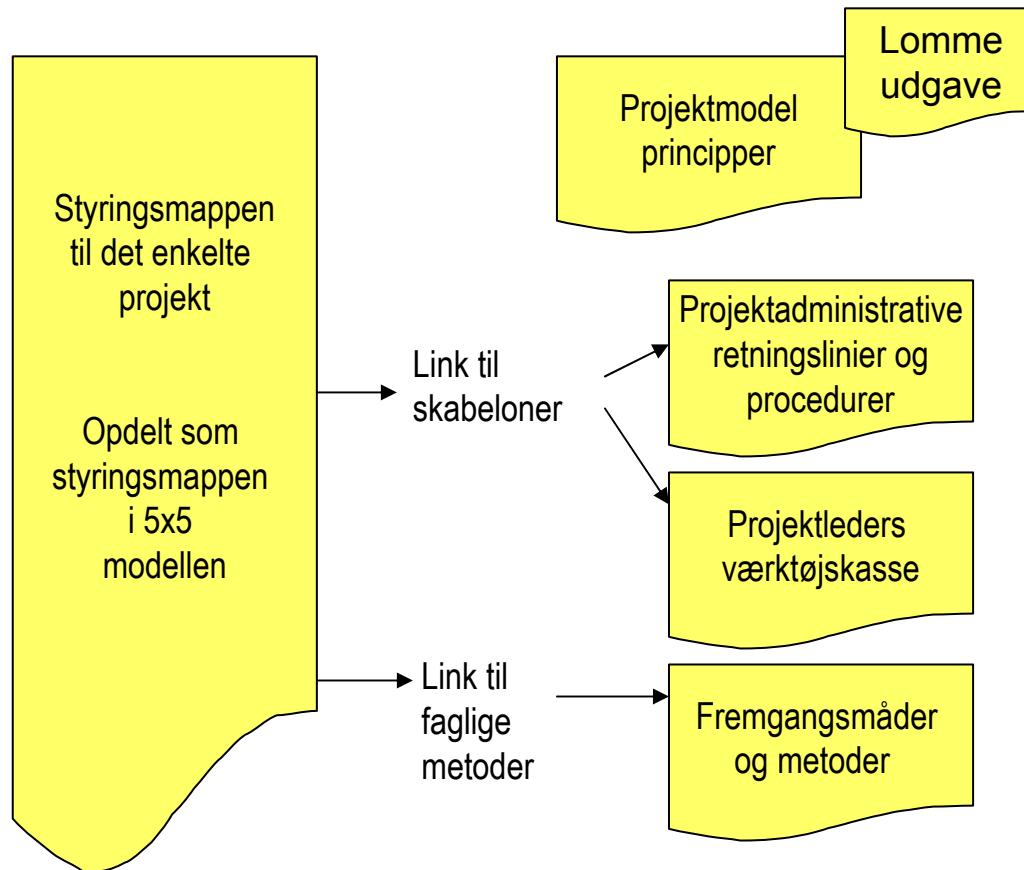 Styringsmappen
til det enkelte
projekt
Opdelt som
styringsmappen
i 5x5
modellen
Link til
skabeloner
Link til
faglige
metoder
Lomme
udgave
Projektmodel
principper
Projektadministrative
retningslinier og
procedurer
Projektleders
værktøjskasse
Fremgangsmåder
og metoder